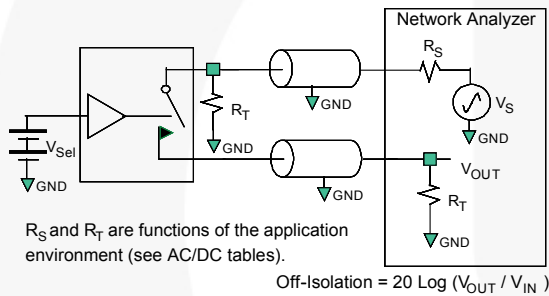 Network Analyzer
R_S
V_S
GND
GND
R_T
GND
V_Sel
GND
V_OUT
GND
R_T
GND
R_S and R_T are functions of the application
environment (see AC/DC tables).
Off-Isolation = 20 Log (V_OUT / V_IN )